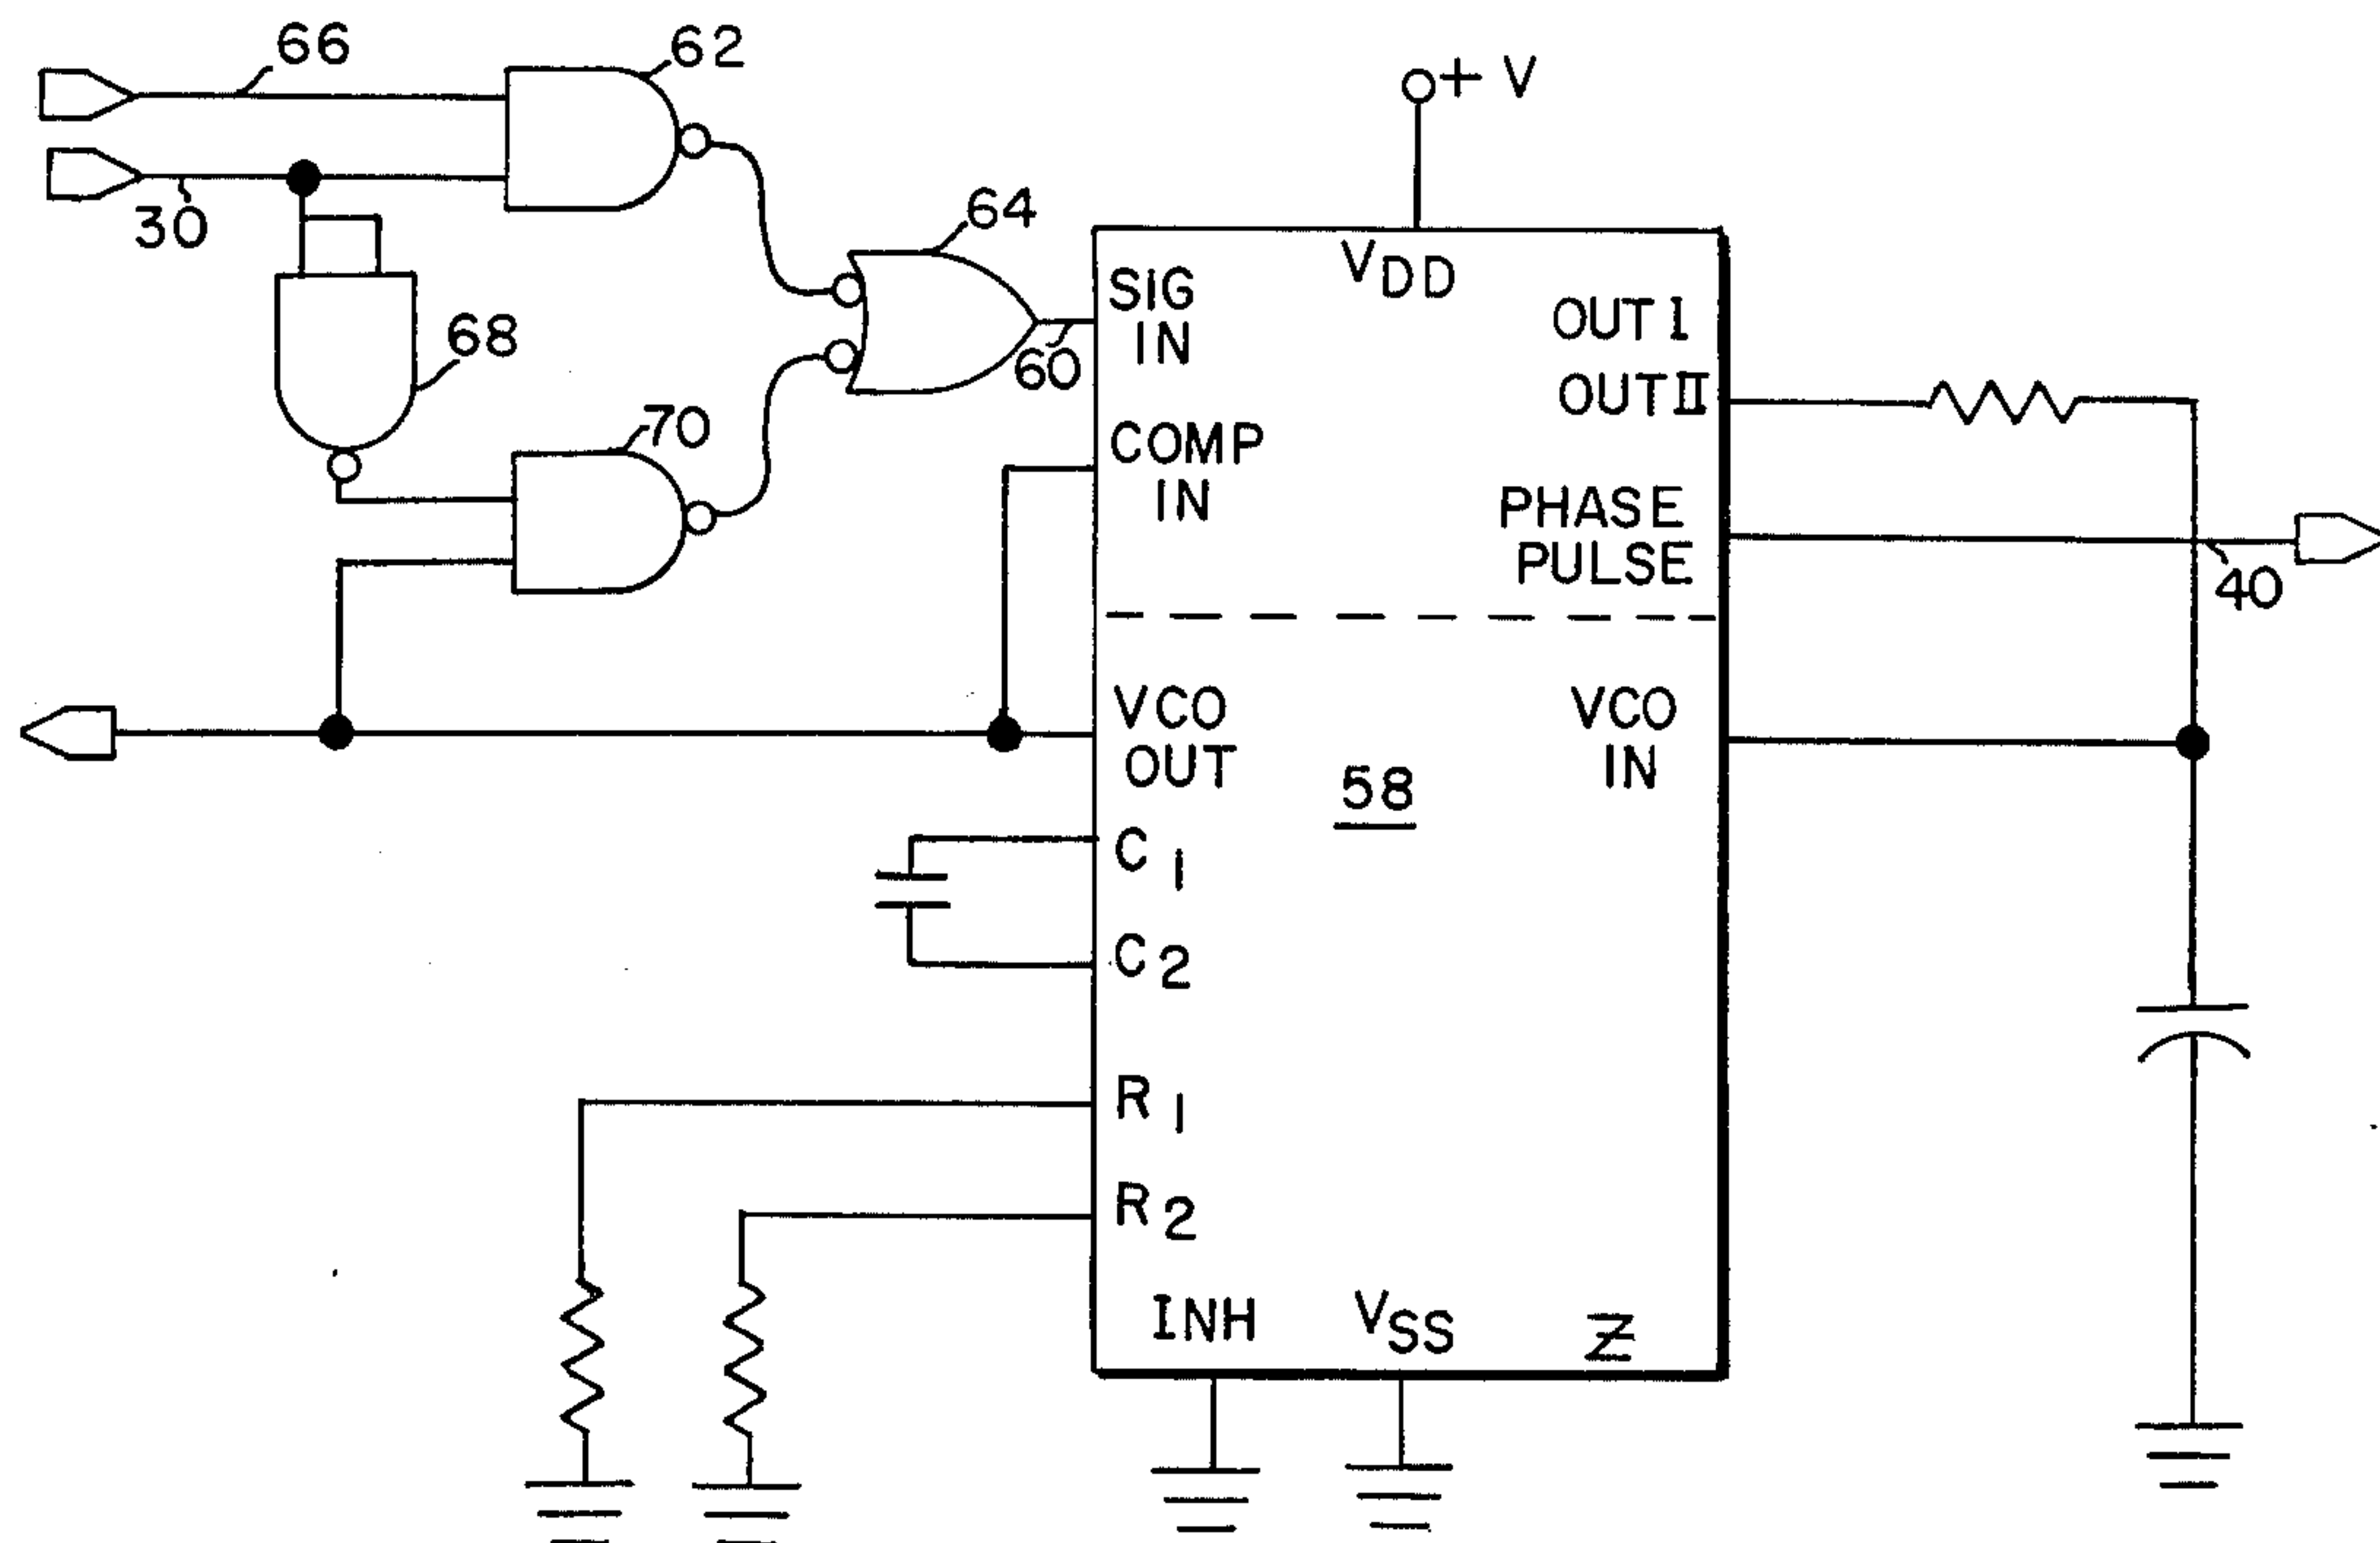 66
62
+ V
30
64
VDD
SIG
IN
OUT I
OUT II
68
60
70
COMP
IN
PHASE
PULSE
40
VCO
OUT
VCO
IN
58
C1
C2
R1
R2
INH
VSS
Z